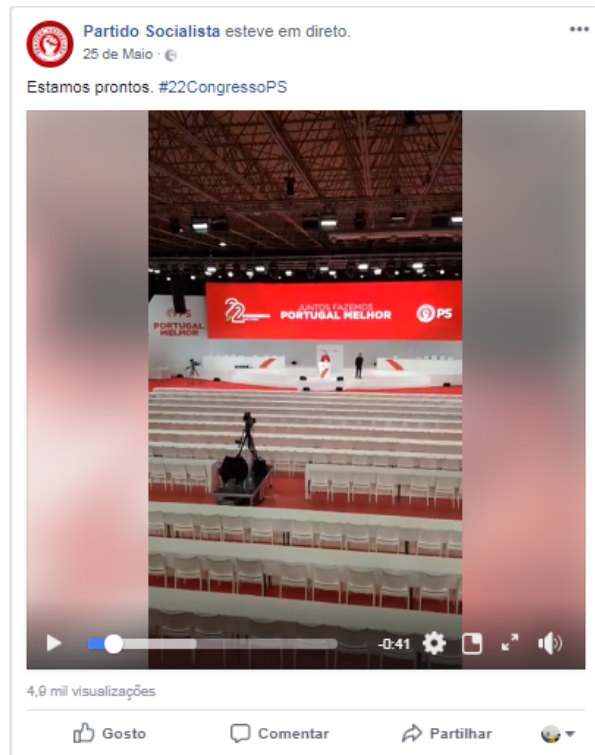 Partido Socialista esteve em direto.
25 de Maio ·
Estamos prontos. #22CongressoPS
PS
PORTUGAL
MELHOR
22
JUNTOS FAZEMOS
PORTUGAL MELHOR
PS
-0:41
4,9 mil visualizações
Gosto
Comentar
Partilhar